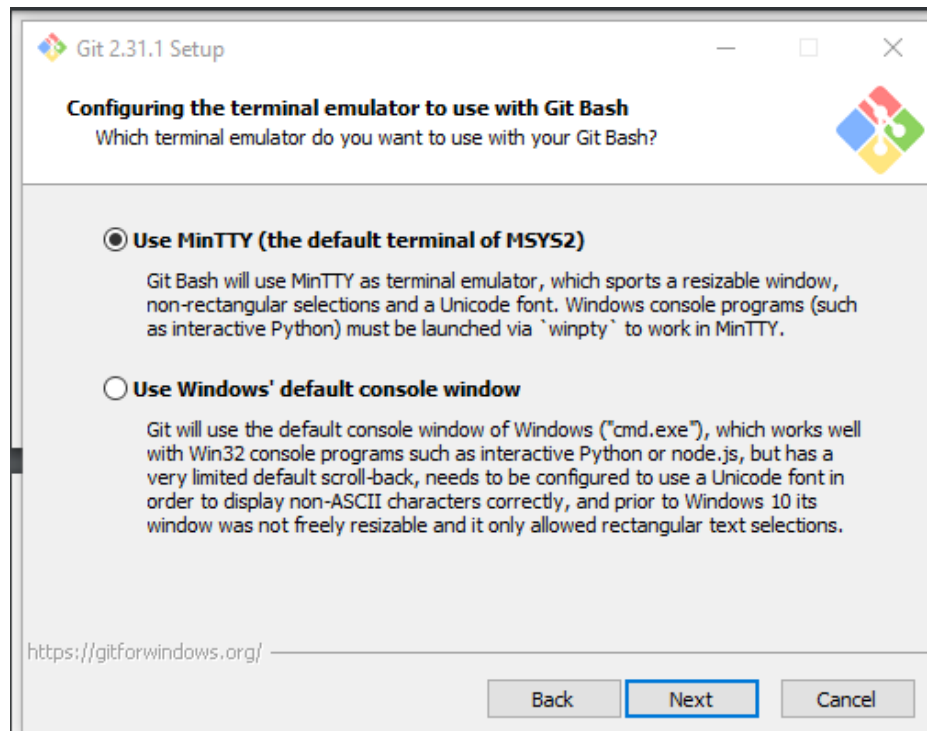 Git 2.31.1 Setup
Configuring the terminal emulator to use with Git Bash
Which terminal emulator do you want to use with your Git Bash?
Use MinTTY (the default terminal of MSYS2)
Git Bash will use MinTTY as terminal emulator, which sports a resizable window,
non-rectangular selections and a Unicode font. Windows console programs (such
as interactive Python) must be launched via `winpty` to work in MinTTY.
Use Windows' default console window
Git will use the default console window of Windows ("cmd.exe"), which works well
with Win32 console programs such as interactive Python or node.js, but has a
very limited default scroll-back, needs to be configured to use a Unicode font in
order to display non-ASCII characters correctly, and prior to Windows 10 its
window was not freely resizable and it only allowed rectangular text selections.
https://gitforwindows.org/
Back Next Cancel